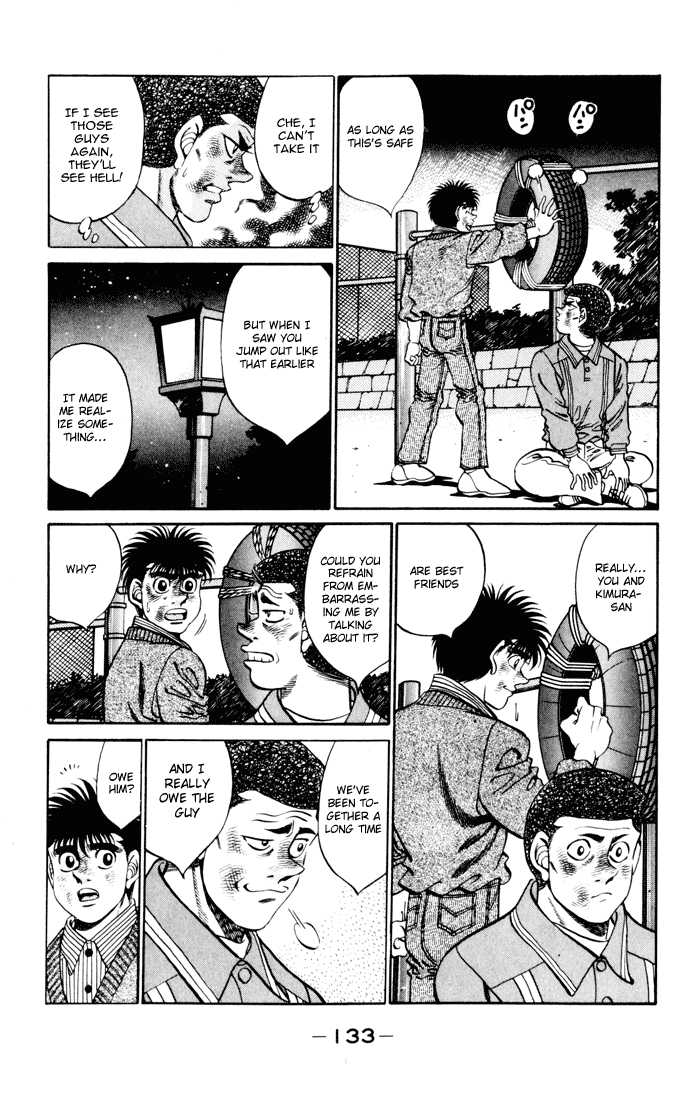 パ パ
AS LONG AS
THIS'S SAFE
CHE, I
CAN'T
TAKE IT
IF I SEE
THOSE
GUYS
AGAIN,
THEY'LL
SEE HELL!
BUT WHEN I
SAW YOU
JUMP OUT LIKE
THAT EARLIER
IT MADE
ME REAL-
IZE SOME-
THING...
REALLY...
YOU AND
KIMURA-
SAN
ARE BEST
FRIENDS
COULD YOU
REFRAIN
FROM EM-
BARRASS-
ING ME BY
TALKING
ABOUT IT?
WHY?
WE'VE
BEEN TO-
GETHER A
LONG TIME
AND I
REALLY
OWE THE
GUY
OWE
HIM?
— 133 —